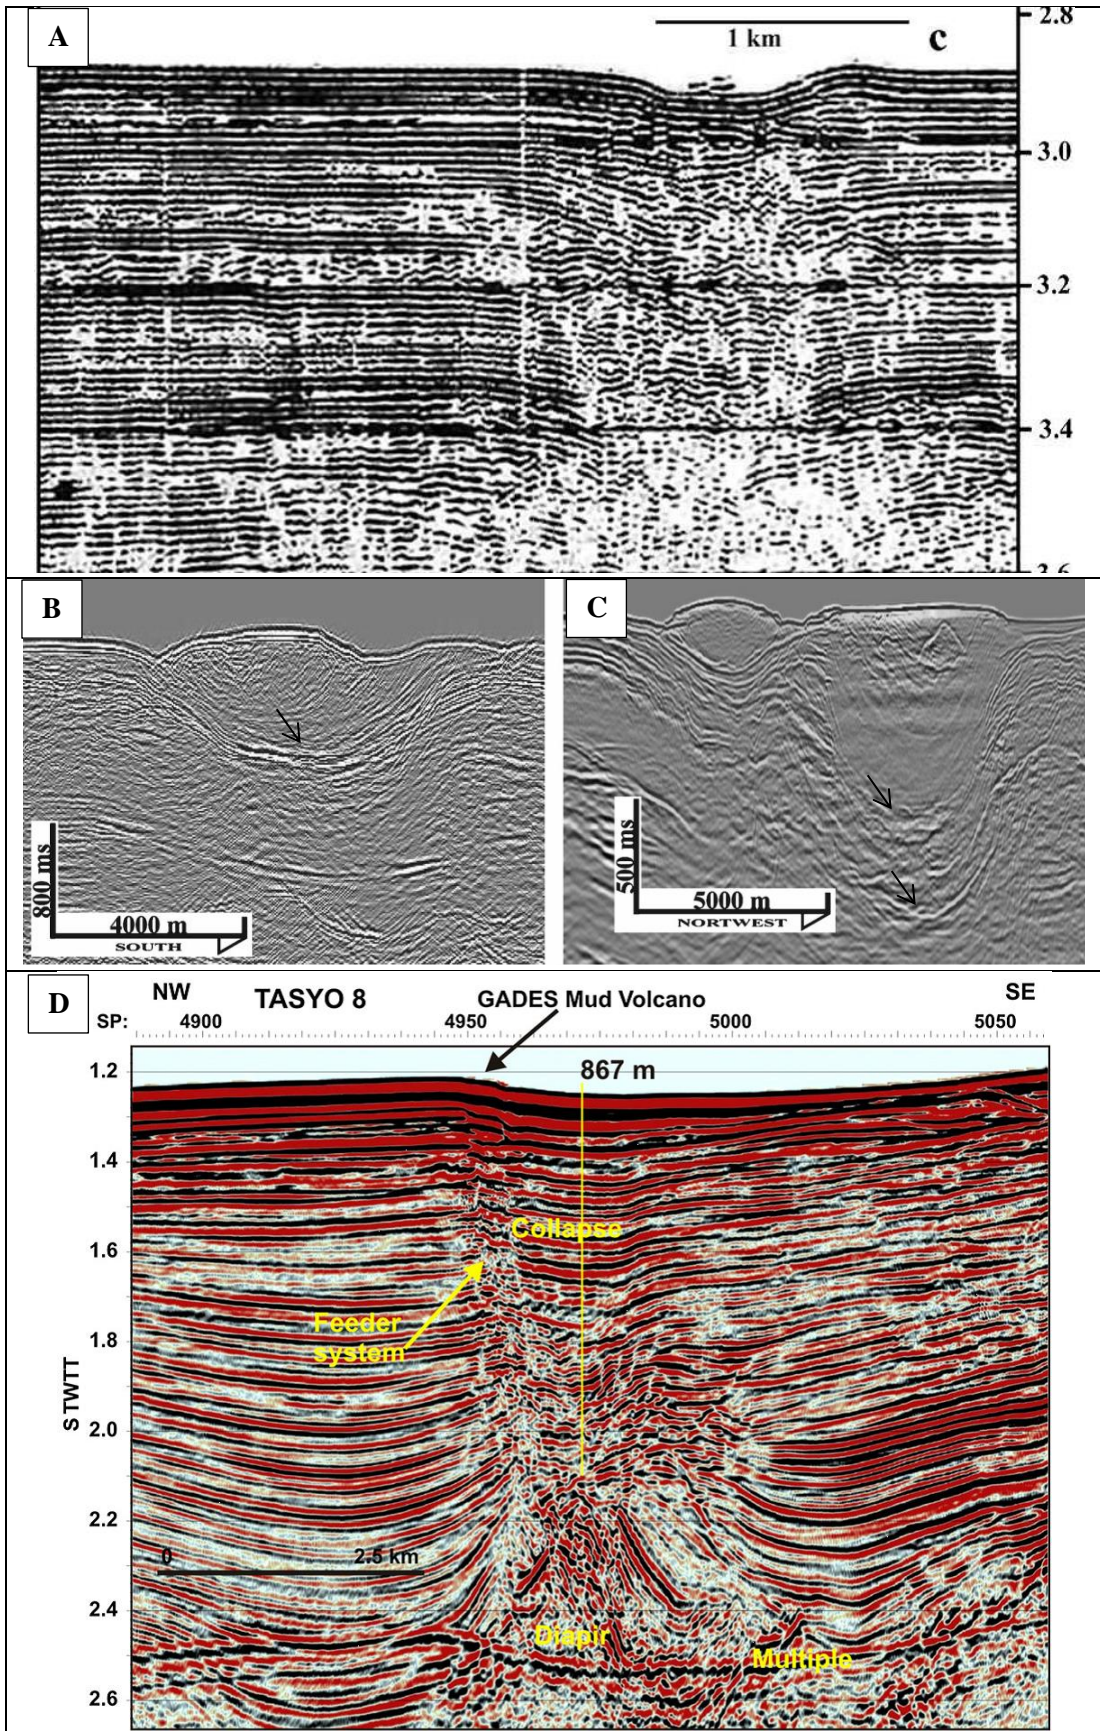 A
2.8
1 km
c
3.0
3.2
3.4
3.6
B
800 ms
4000 m
SOUTH
C
500 ms
5000 m
NORTWEST
D
NW
TASYO 8
GADES Mud Volcano
SE
SP:
4900
4950
5000
5050
1.2
867 m
1.4
Collapse
1.6
Feeder
system
1.8
S TWTT
2.0
2.2
0
2.5 km
2.4
Diapir
Multiple
2.6